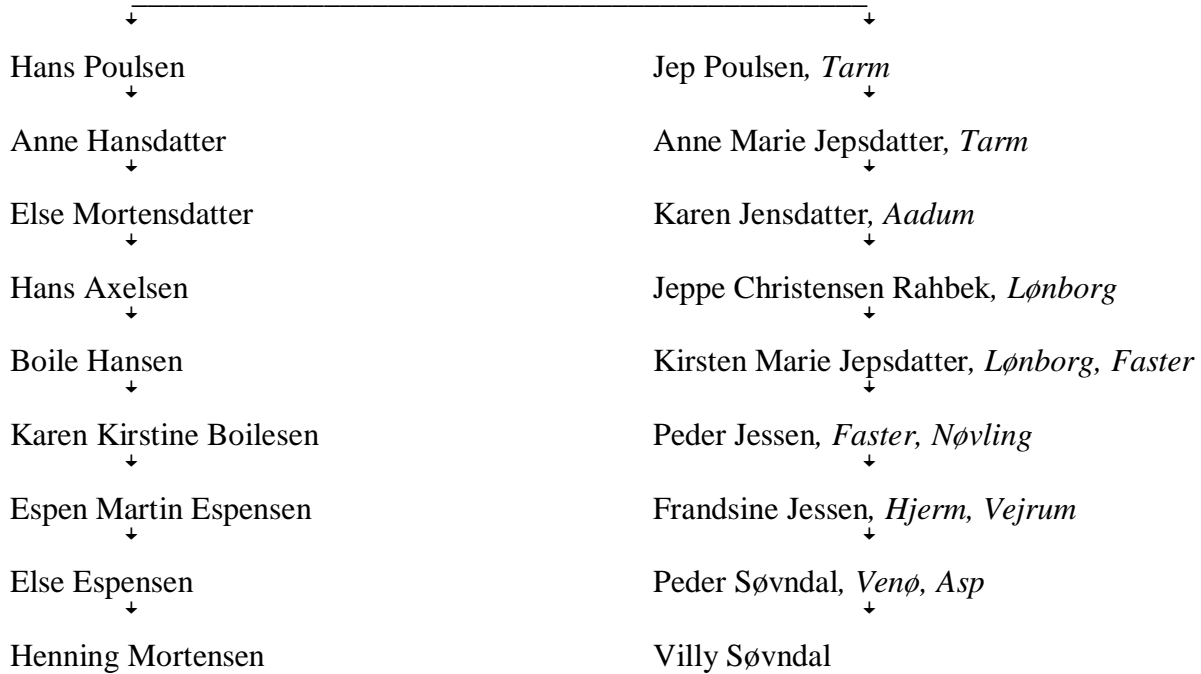 Hans Poulsen Jep Poulsen, Tarm
Anne Hansdatter Anne Marie Jepsdatter, Tarm
Else Mortensdatter Karen Jensdatter, Aadum
Hans Axelsen Jeppe Christensen Rahbek, Lønborg
Boile Hansen Kirsten Marie Jepsdatter, Lønborg, Faster
Karen Kirstine Boilesen Peder Jessen, Faster, Nøvling
Espen Martin Espensen Frandsine Jessen, Hjerm, Vejrum
Else Espensen Peder Søvndal, Venø, Asp
Henning Mortensen Villy Søvndal